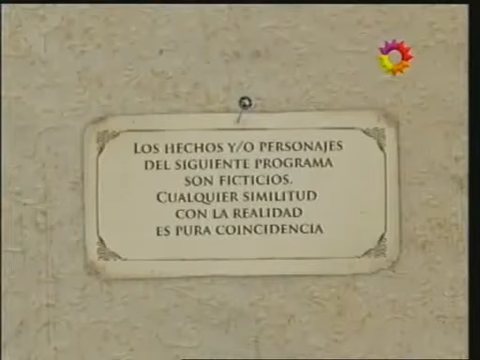 LOS HECHOS Y/O PERSONAJES
DEL SIGUIENTE PROGRAMA
SON FICTICIOS.
CUALQUIER SIMILITUD
CON LA REALIDAD
ES PURA COINCIDENCIA